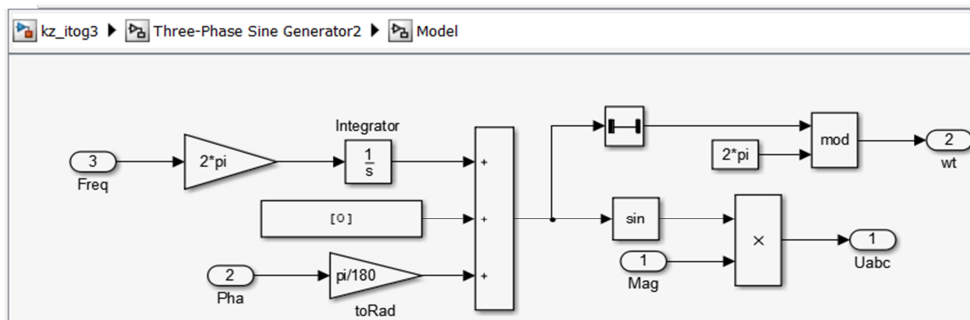 kz_itog3 Three-Phase Sine Generator2 Model
Integrator
3
Freq
2*pi
1
s
+
[0]
+
2
Pha
pi/180
toRad
+
2*pi
mod
2
wt
sin
1
Mag
×
1
Uabc